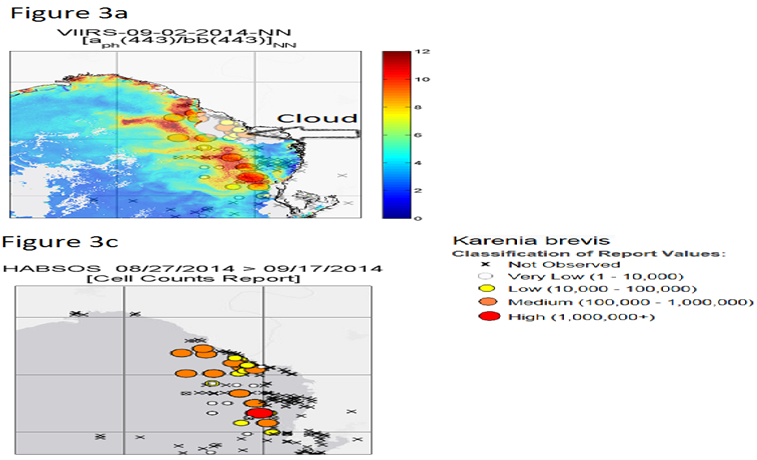 Figure 3a
VIIRS-09-02-2014-NN
[aph(443)/bb(443)]NN
12
10
8
6
4
2
0
Cloud
Figure 3c
HABSOS 08/27/2014 > 09/17/2014
[Cell Counts Report]
Karenia brevis
Classification of Report Values:
Not Observed
Very Low (1 - 10,000)
Low (10,000 - 100,000)
Medium (100,000 - 1,000,000)
High (1,000,000+)